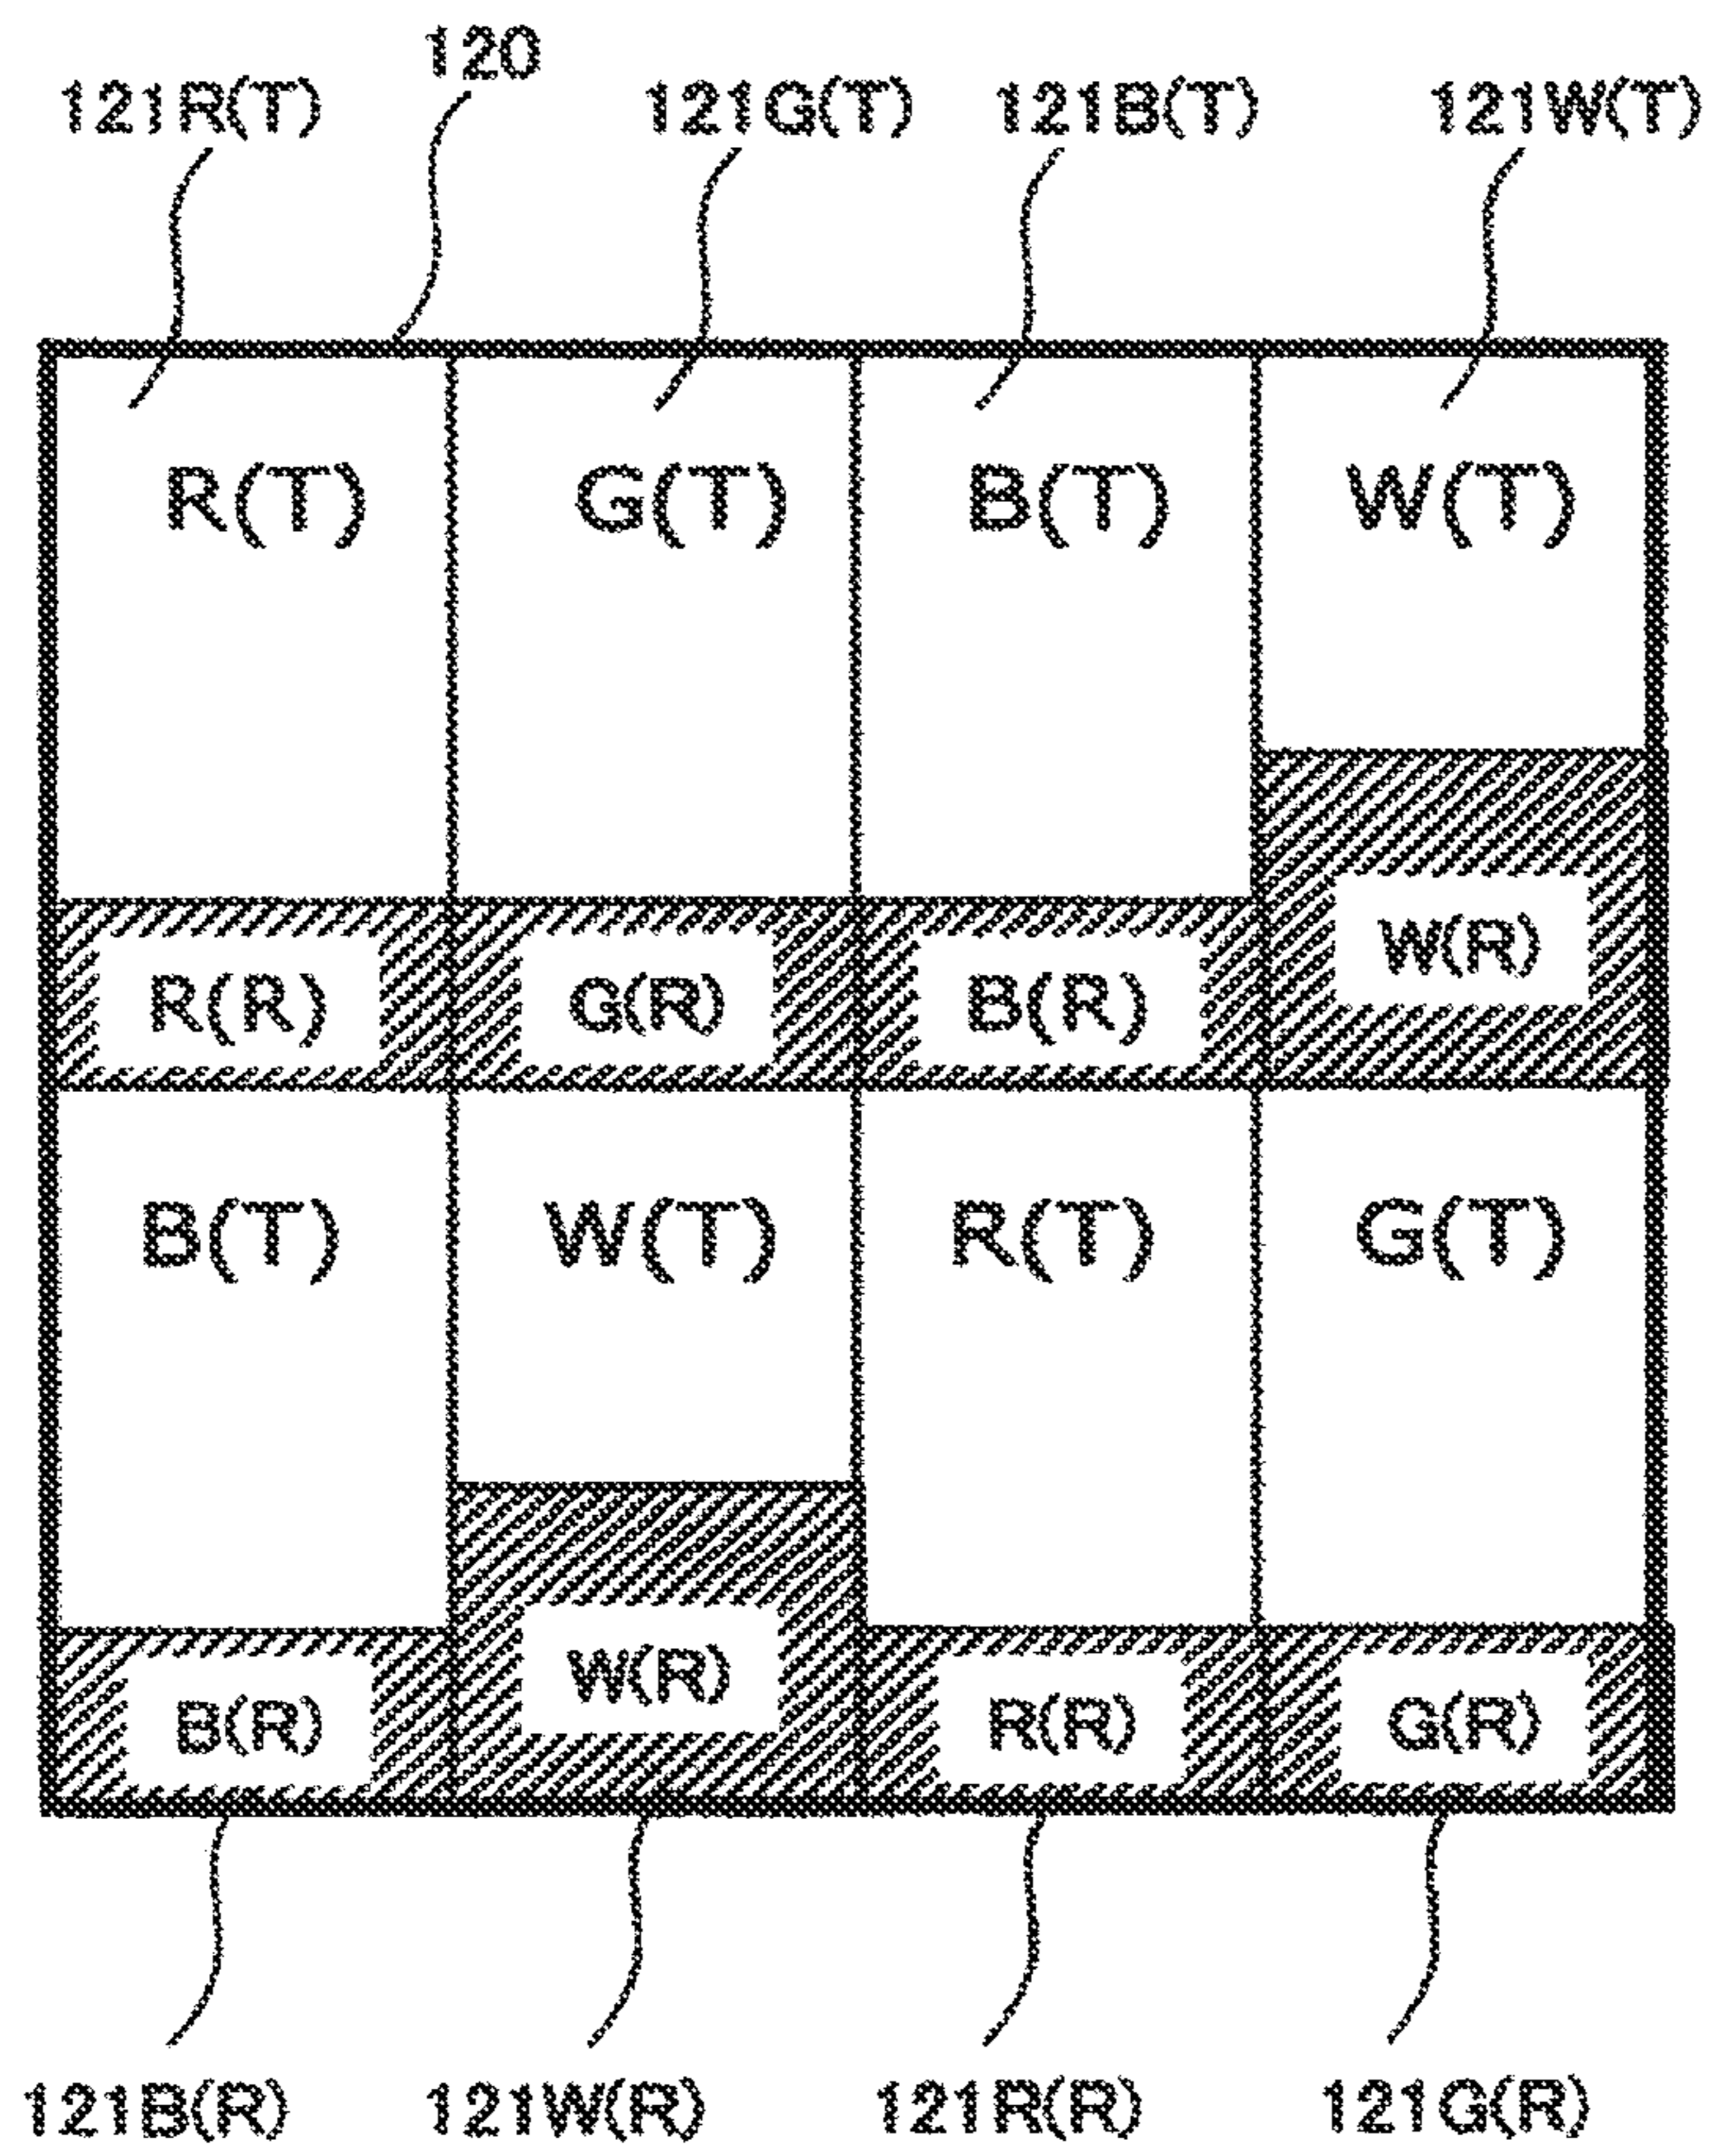 120
121R(T) 121G(T) 121B(T) 121W(T)
R(T) G(T) B(T) W(T)
R(R) G(R) B(R) W(R)
B(T) W(T) R(T) G(T)
B(R) W(R) R(R) G(R)
121B(R) 121W(R) 121R(R) 121G(R)